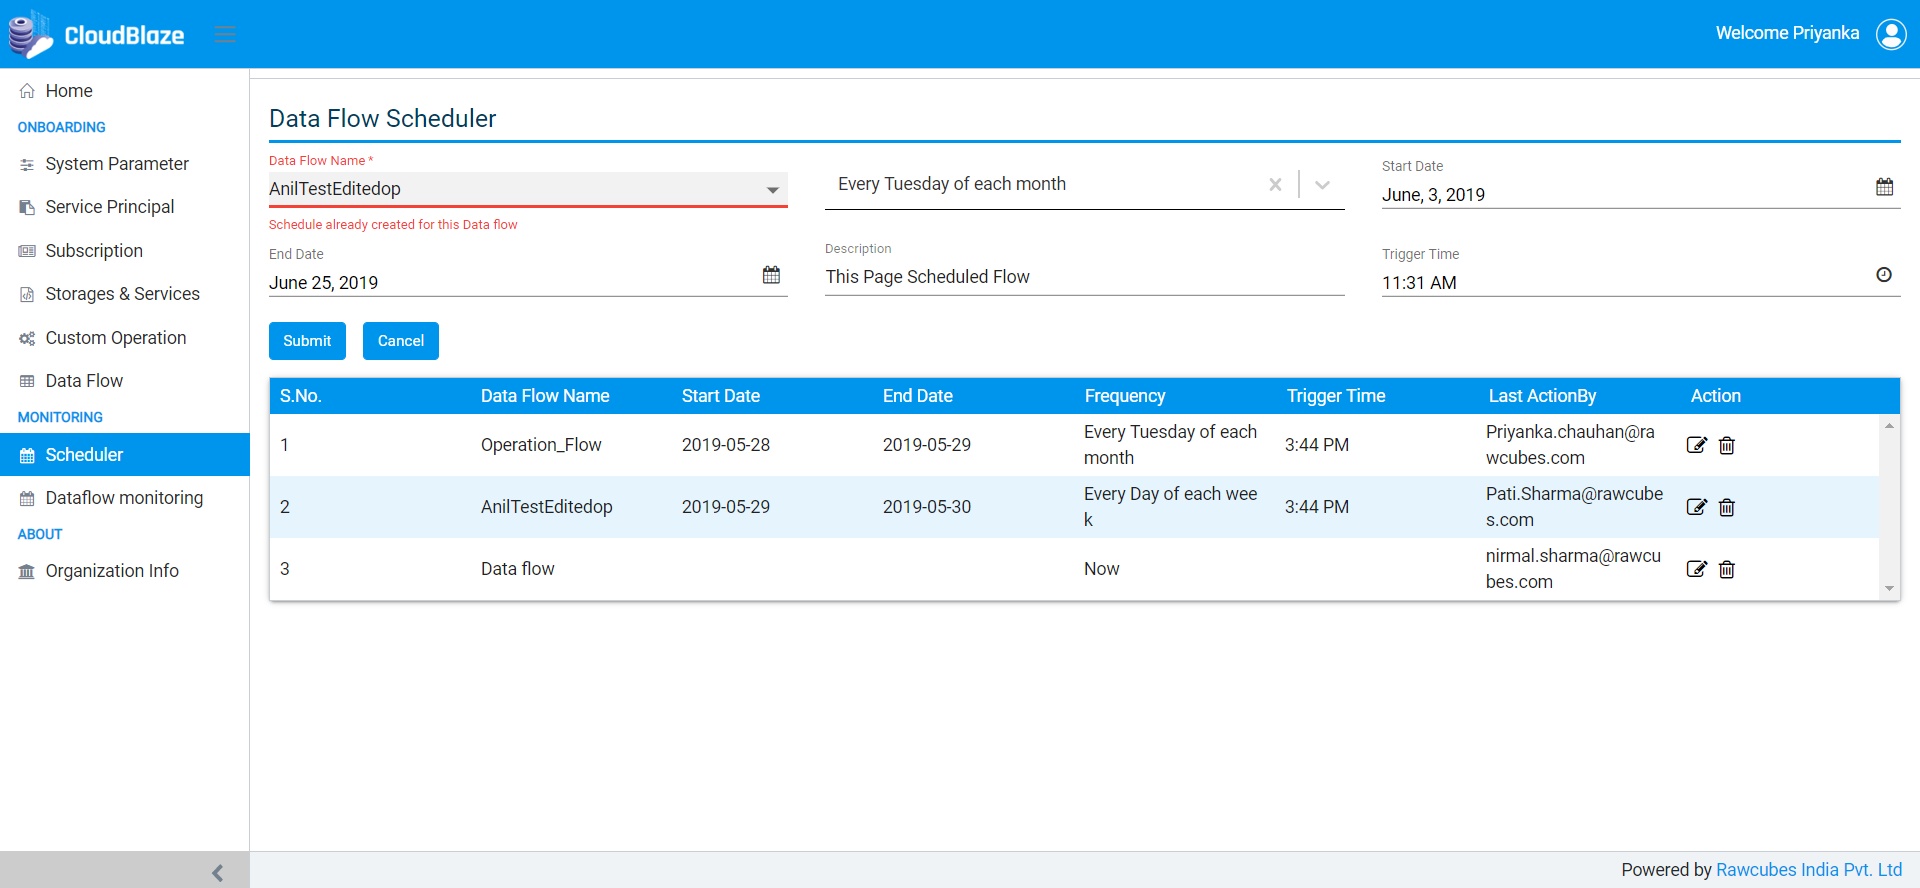 CloudBlaze
Welcome Priyanka
Home
ONBOARDING
System Parameter
Service Principal
Subscription
Storages & Services
Custom Operation
Data Flow
MONITORING
Scheduler
Dataflow monitoring
ABOUT
Organization Info
Data Flow Scheduler
Data Flow Name *
AnilTestEditedop
Schedule already created for this Data flow
Every Tuesday of each month
Start Date
June, 3, 2019
End Date
June 25, 2019
Description
This Page Scheduled Flow
Trigger Time
11:31 AM
Submit Cancel
S.No. Data Flow Name Start Date End Date Frequency Trigger Time Last ActionBy Action
1 Operation_Flow 2019-05-28 2019-05-29 Every Tuesday of each 3:44 PM Priyanka.chauhan@ra
month wcubes.com
2 AnilTestEditedop 2019-05-29 2019-05-30 Every Day of each wee 3:44 PM Pati.Sharma@rawcube
k s.com
3 Data flow Now nirmal.sharma@rawcu
bes.com
Powered by Rawcubes India Pvt. Ltd